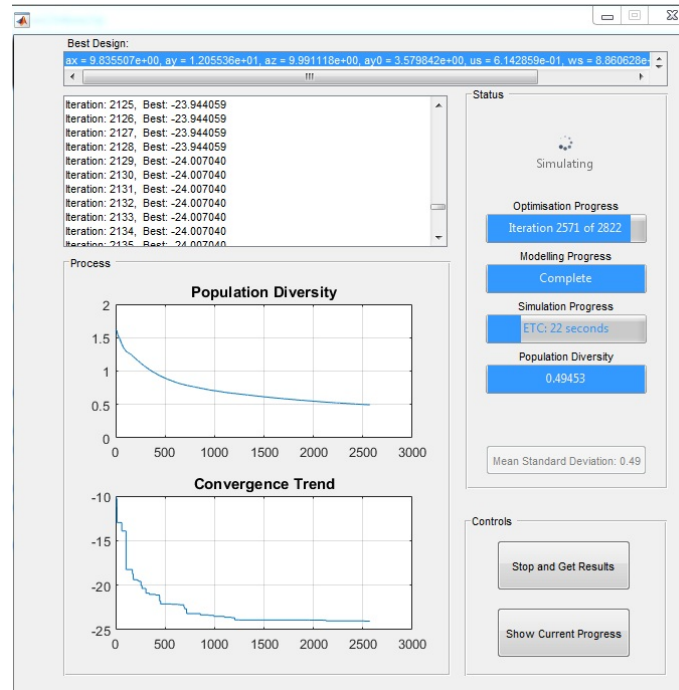 Best Design:
ax = 9.835507e+00, ay = 1.205536e+01, az = 9.991118e+00, ay0 = 3.579842e+00, us = 6.142859e-01, ws = 8.860628e-
Iteration: 2125, Best: -23.944059
Iteration: 2126, Best: -23.944059
Iteration: 2127, Best: -23.944059
Iteration: 2128, Best: -23.944059
Iteration: 2129, Best: -24.007040
Iteration: 2130, Best: -24.007040
Iteration: 2131, Best: -24.007040
Iteration: 2132, Best: -24.007040
Iteration: 2133, Best: -24.007040
Iteration: 2134, Best: -24.007040
Iteration: 2135, Best: -24.007040
Status
Simulating
Optimisation Progress
Iteration 2571 of 2822
Modelling Progress
Complete
Simulation Progress
ETC: 22 seconds
Population Diversity
0.49453
Mean Standard Deviation: 0.49
Process
Population Diversity
2
1.5
1
0.5
0
0 500 1000 1500 2000 2500 3000
Convergence Trend
-10
-15
-20
-25
0 500 1000 1500 2000 2500 3000
Controls
Stop and Get Results
Show Current Progress